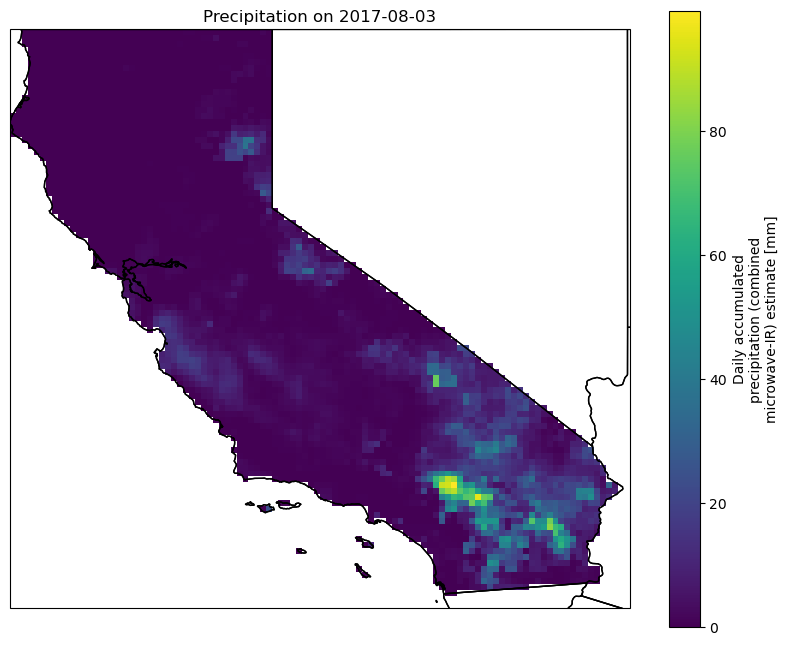 Precipitation on 2017-08-03
80
60
40
20
0
Daily accumulated
precipitation (combined
microwave-IR) estimate [mm]